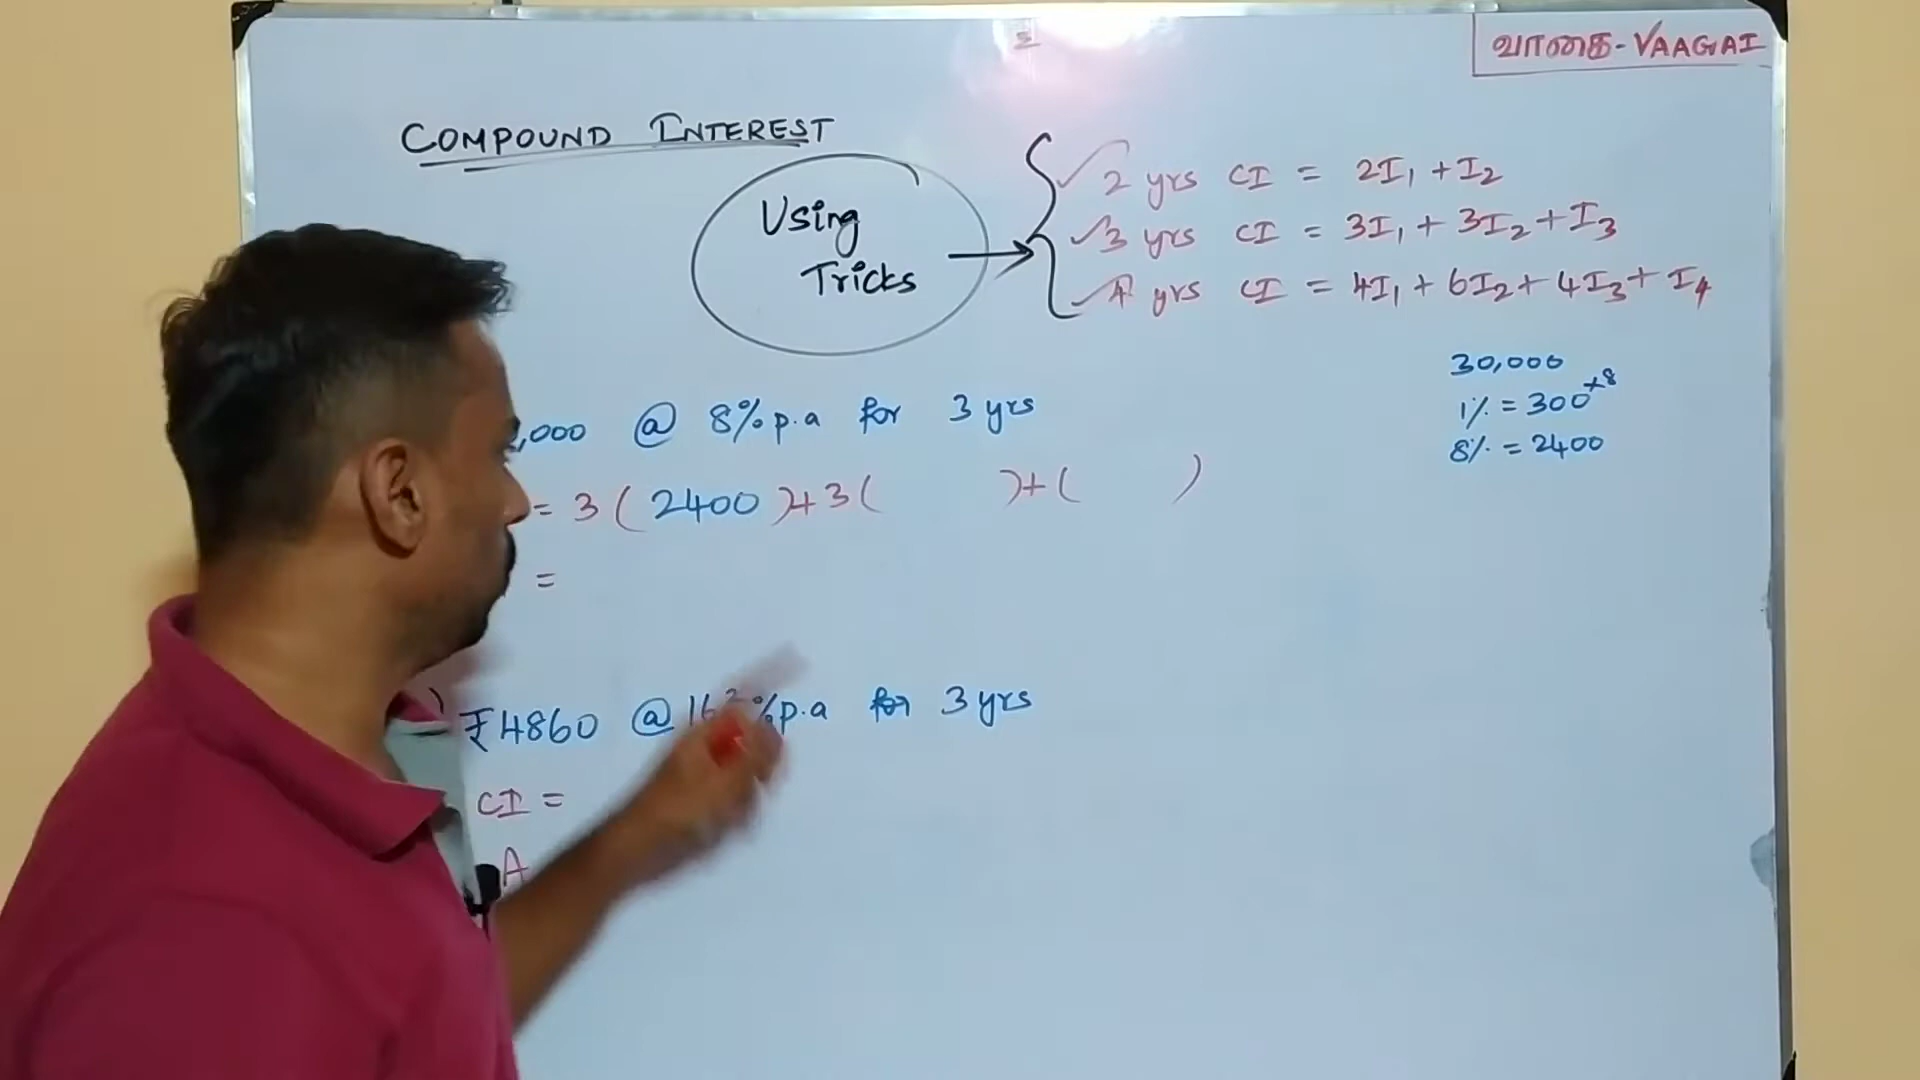 வாகை - VAAGAI
COMPOUND INTEREST
Using
Tricks
2 yrs CI = 2I₁ + I₂
3 yrs CI = 3I₁ + 3I₂ + I₃
4 yrs CI = 4I₁ + 6I₂ + 4I₃ + I₄
30,000
1% = 300 ×8
8% = 2400
,000 @ 8% p.a for 3 yrs
= 3 ( 2400 ) + 3 ( ) + ( )
=
₹4860 @ 16 % p.a for 3 yrs
CI =
A